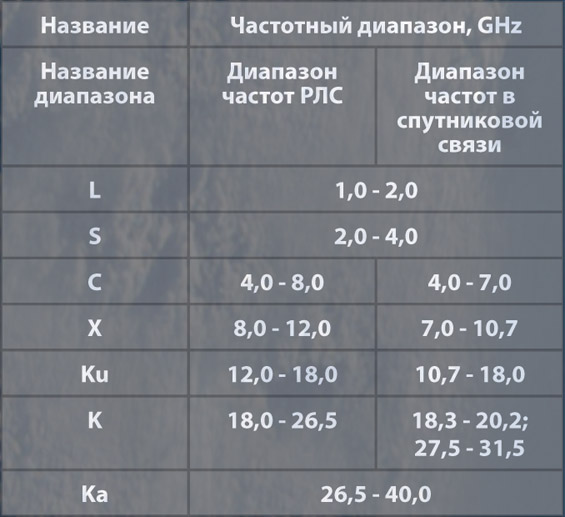 Название Частотный диапазон, GHz
Название Диапазон Диапазон
диапазона частот РЛС частот в
спутниковой
связи
L 1,0 - 2,0
S 2,0 - 4,0
C 4,0 - 8,0 4,0 - 7,0
X 8,0 - 12,0 7,0 - 10,7
Ku 12,0 - 18,0 10,7 - 18,0
K 18,0 - 26,5 18,3 - 20,2;
27,5 - 31,5
Ka 26,5 - 40,0